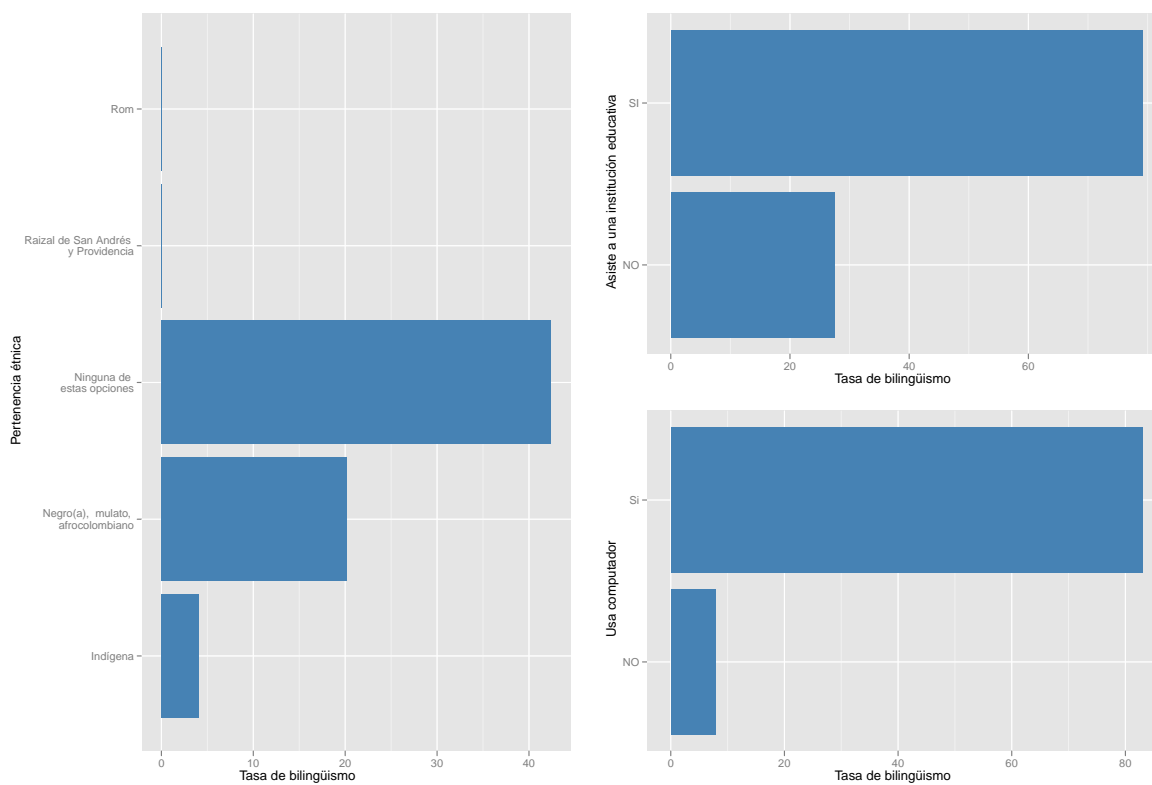 Pertenencia étnica
Rom
Raizal de San Andrés
y Providencia
Ninguna de
estas opciones
Negro(a),  mulato,
afrocolombiano
Indígena
0 10 20 30 40
Tasa de bilingüismo
Asiste a una institución educativa
SI
NO
0 20 40 60
Tasa de bilingüismo
Usa computador
Si
NO
0 20 40 60 80
Tasa de bilingüismo